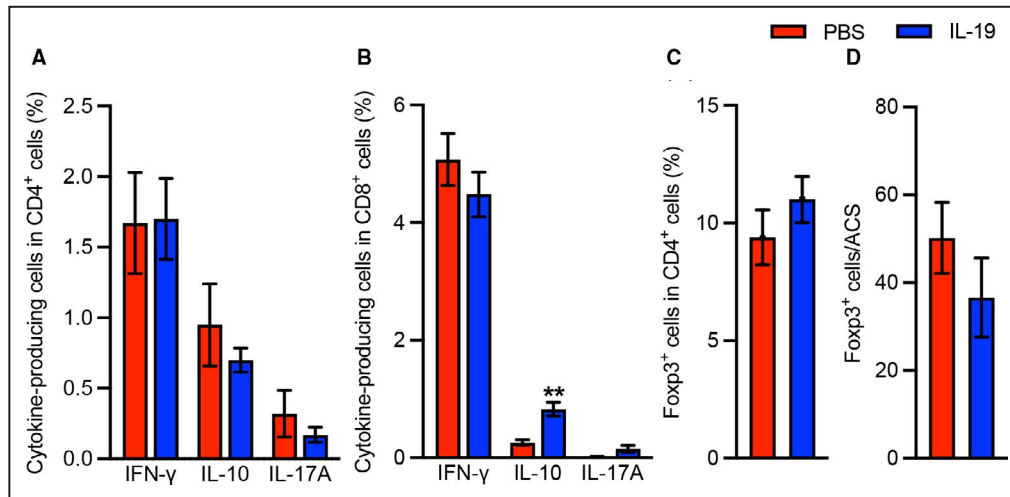 PBS IL-19
A B C D
Cytokine-producing cells in CD4⁺ cells (%)
2.5
2.0
1.5
1.0
0.5
0.0
IFN-γ IL-10 IL-17A
Cytokine-producing cells in CD8⁺ cells (%)
6
4
2
0
**
IFN-γ IL-10 IL-17A
Foxp3⁺ cells in CD4⁺ cells (%)
15
10
5
0
Foxp3⁺ cells/ACS
80
60
40
20
0